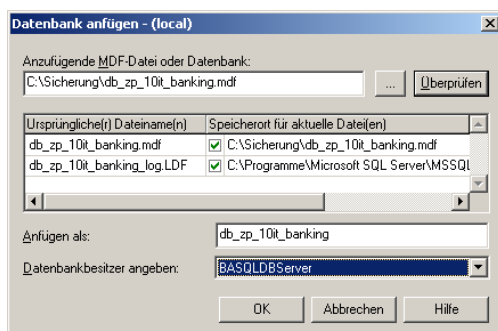 Datenbank anfügen - (local)
Anzufügende MDF-Datei oder Datenbank:
C:\Sicherung\db_zp_10it_banking.mdf ... Überprüfen
Ursprüngliche(r) Dateiname(n) Speicherort für aktuelle Datei(en)
db_zp_10it_banking.mdf C:\Sicherung\db_zp_10it_banking.mdf
db_zp_10it_banking_log.LDF C:\Programme\Microsoft SQL Server\MSSQL
Anfügen als: db_zp_10it_banking
Datenbankbesitzer angeben: BASQLDBServer
OK Abbrechen Hilfe